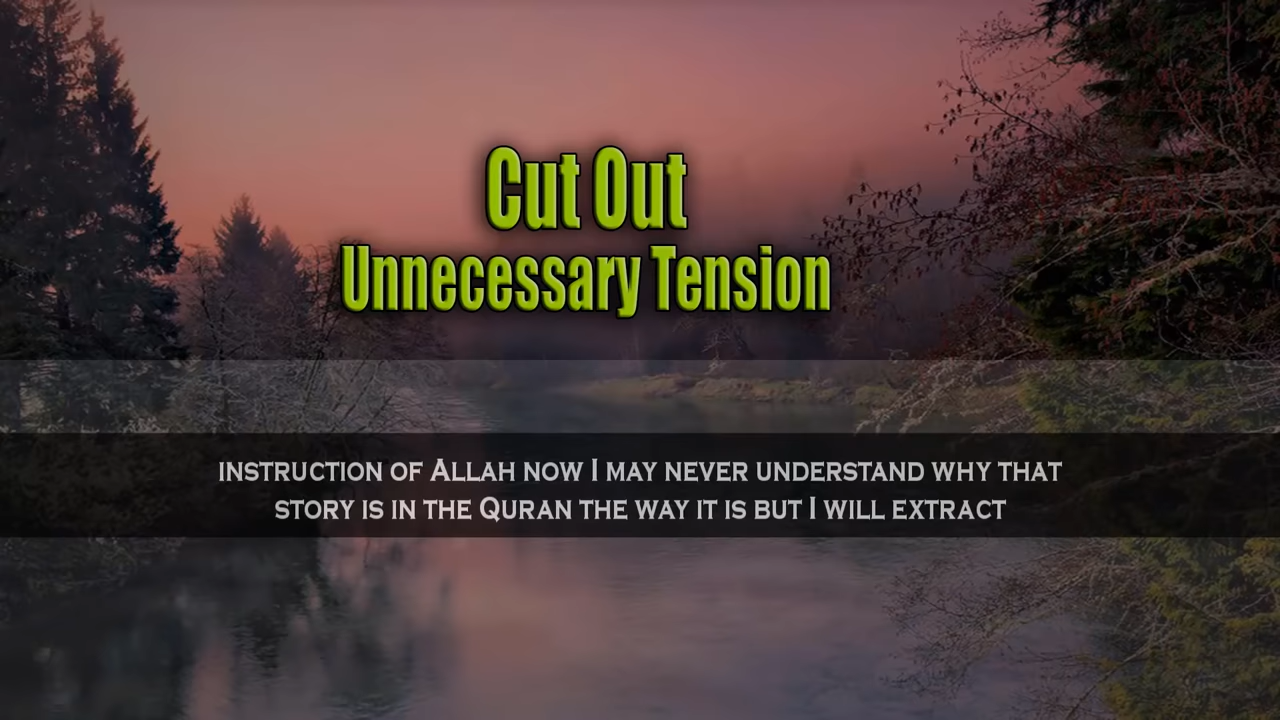 Cut Out
Unnecessary Tension
instruction of Allah now I may never understand why that
story is in the Quran the way it is but I will extract